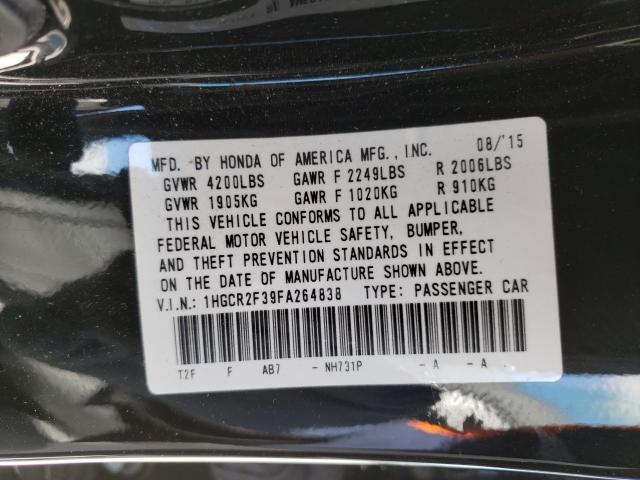 MFD. BY HONDA OF AMERICA MFG., INC. 08/'15
GVWR 4200LBS GAWR F 2249LBS R 2006LBS
GVWR 1905KG GAWR F 1020KG R 910KG
THIS VEHICLE CONFORMS TO ALL APPLICABLE
FEDERAL MOTOR VEHICLE SAFETY, BUMPER,
AND THEFT PREVENTION STANDARDS IN EFFECT
ON THE DATE OF MANUFACTURE SHOWN ABOVE.
V.I.N.: 1HGCR2F39FA264838 TYPE: PASSENGER CAR
T2F F AB7 - NH731P - A - A